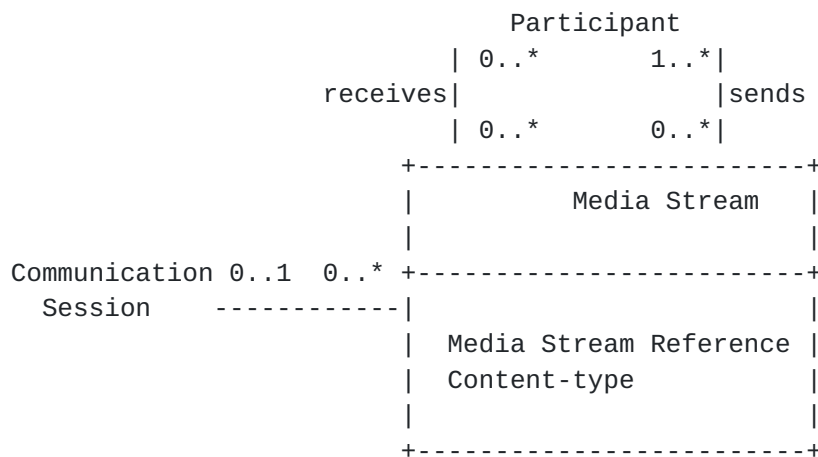 Participant
| 0..*       1..*|
receives|                |sends
| 0..*       0..*|
+-------------------------+
|          Media Stream   |
|                         |
Communication 0..1  0..* +-------------------------+
Session    ------------|                         |
|  Media Stream Reference |
|  Content-type           |
|                         |
+-------------------------+